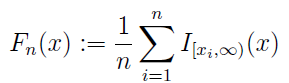 F_n(x) := \frac{1}{n} \sum_{i=1}^{n} I_{[x_i,\infty)}(x)